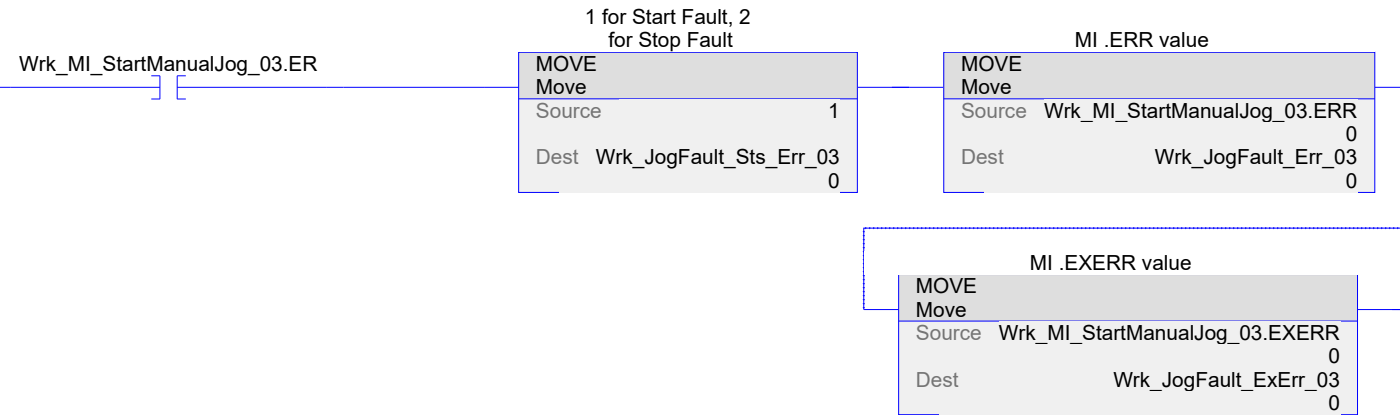 1 for Start Fault, 2
for Stop Fault
MI .ERR value
Wrk_MI_StartManualJog_03.ER
MOVE
Move
Source 1
Dest Wrk_JogFault_Sts_Err_03
0
MOVE
Move
Source Wrk_MI_StartManualJog_03.ERR
0
Dest Wrk_JogFault_Err_03
0
MI .EXERR value
MOVE
Move
Source Wrk_MI_StartManualJog_03.EXERR
0
Dest Wrk_JogFault_ExErr_03
0